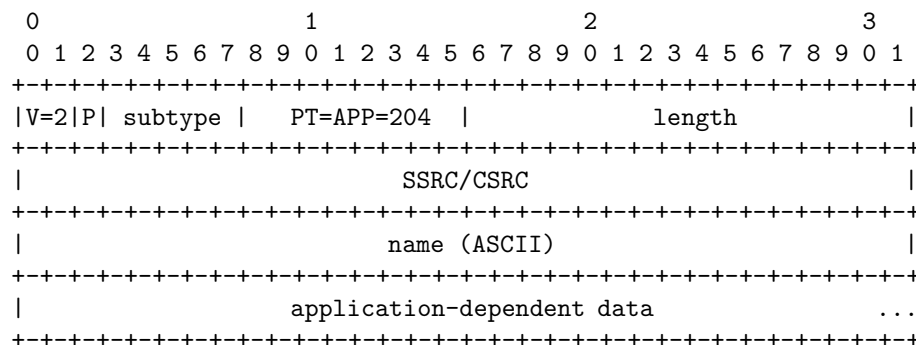 0                   1                   2                   3
0 1 2 3 4 5 6 7 8 9 0 1 2 3 4 5 6 7 8 9 0 1 2 3 4 5 6 7 8 9 0 1
+-+-+-+-+-+-+-+-+-+-+-+-+-+-+-+-+-+-+-+-+-+-+-+-+-+-+-+-+-+-+-+-+
|V=2|P| subtype |   PT=APP=204  |             length            |
+-+-+-+-+-+-+-+-+-+-+-+-+-+-+-+-+-+-+-+-+-+-+-+-+-+-+-+-+-+-+-+-+
|                           SSRC/CSRC                           |
+-+-+-+-+-+-+-+-+-+-+-+-+-+-+-+-+-+-+-+-+-+-+-+-+-+-+-+-+-+-+-+-+
|                          name (ASCII)                         |
+-+-+-+-+-+-+-+-+-+-+-+-+-+-+-+-+-+-+-+-+-+-+-+-+-+-+-+-+-+-+-+-+
|                   application-dependent data                ...
+-+-+-+-+-+-+-+-+-+-+-+-+-+-+-+-+-+-+-+-+-+-+-+-+-+-+-+-+-+-+-+-+